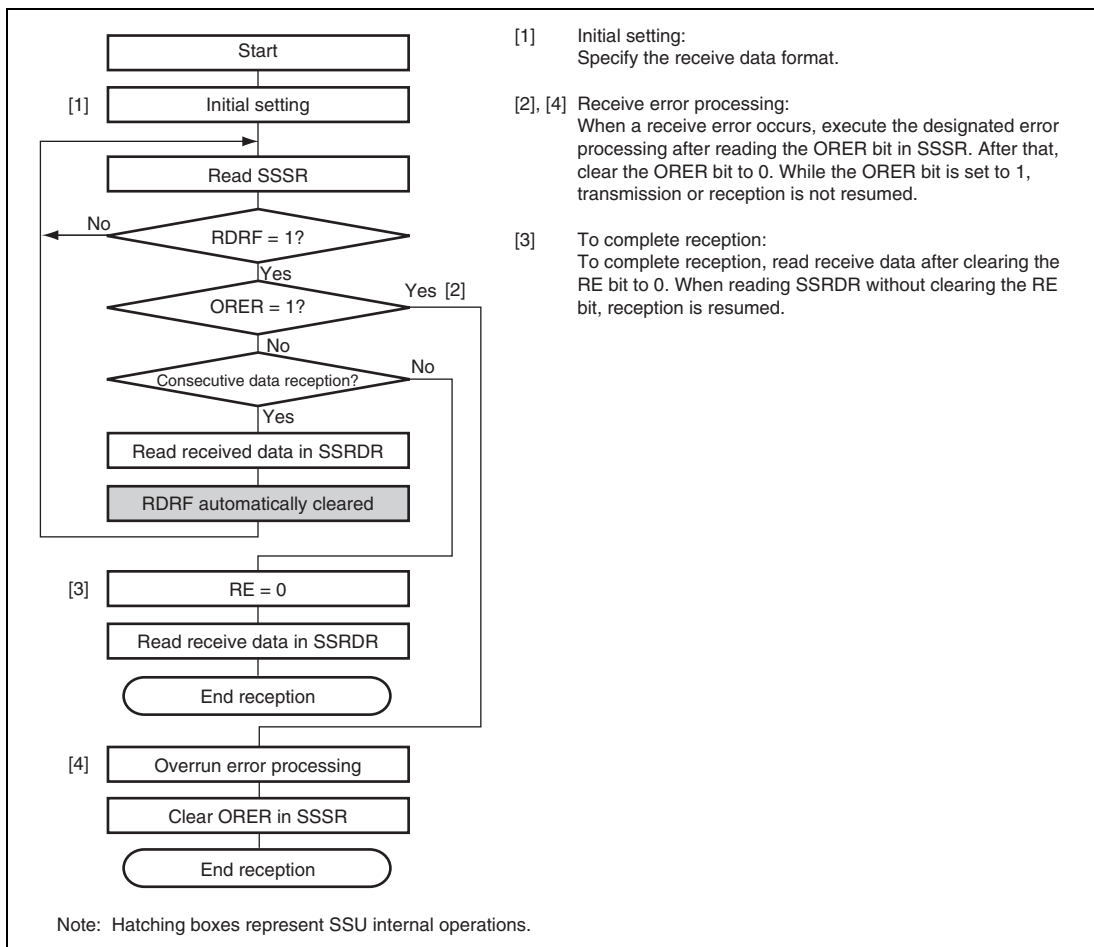 Start
[1] Initial setting
Read SSSR
No
RDRF = 1?
Yes
ORER = 1?
Yes [2]
No
Consecutive data reception?
No
Yes
Read received data in SSRDR
RDRF automatically cleared
[3] RE = 0
Read receive data in SSRDR
End reception
[4] Overrun error processing
Clear ORER in SSSR
End reception
[1] Initial setting:
Specify the receive data format.
[2], [4] Receive error processing:
When a receive error occurs, execute the designated error
processing after reading the ORER bit in SSSR. After that,
clear the ORER bit to 0. While the ORER bit is set to 1,
transmission or reception is not resumed.
[3] To complete reception:
To complete reception, read receive data after clearing the
RE bit to 0. When reading SSRDR without clearing the RE
bit, reception is resumed.
Note: Hatching boxes represent SSU internal operations.